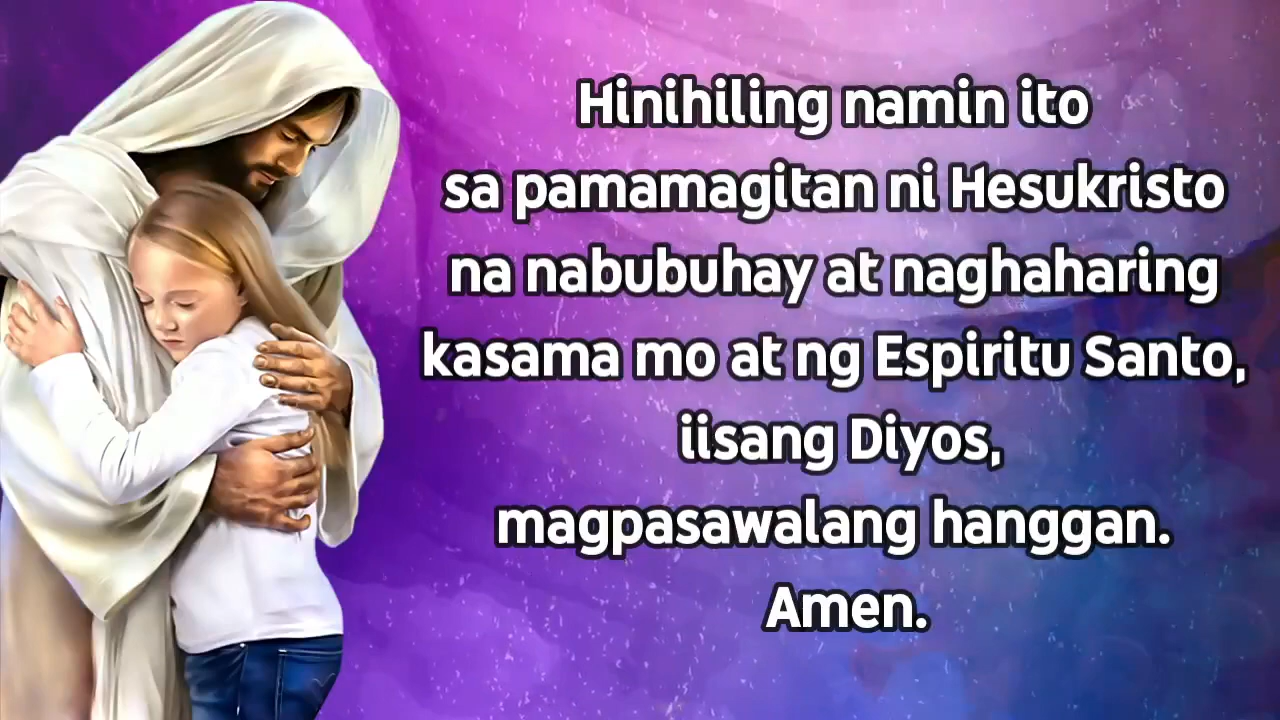 Hinihiling namin ito
sa pamamagitan ni Hesukristo
na nabubuhay at naghaharing
kasama mo at ng Espiritu Santo,
iisang Diyos,
magpasawalang hanggan.
Amen.